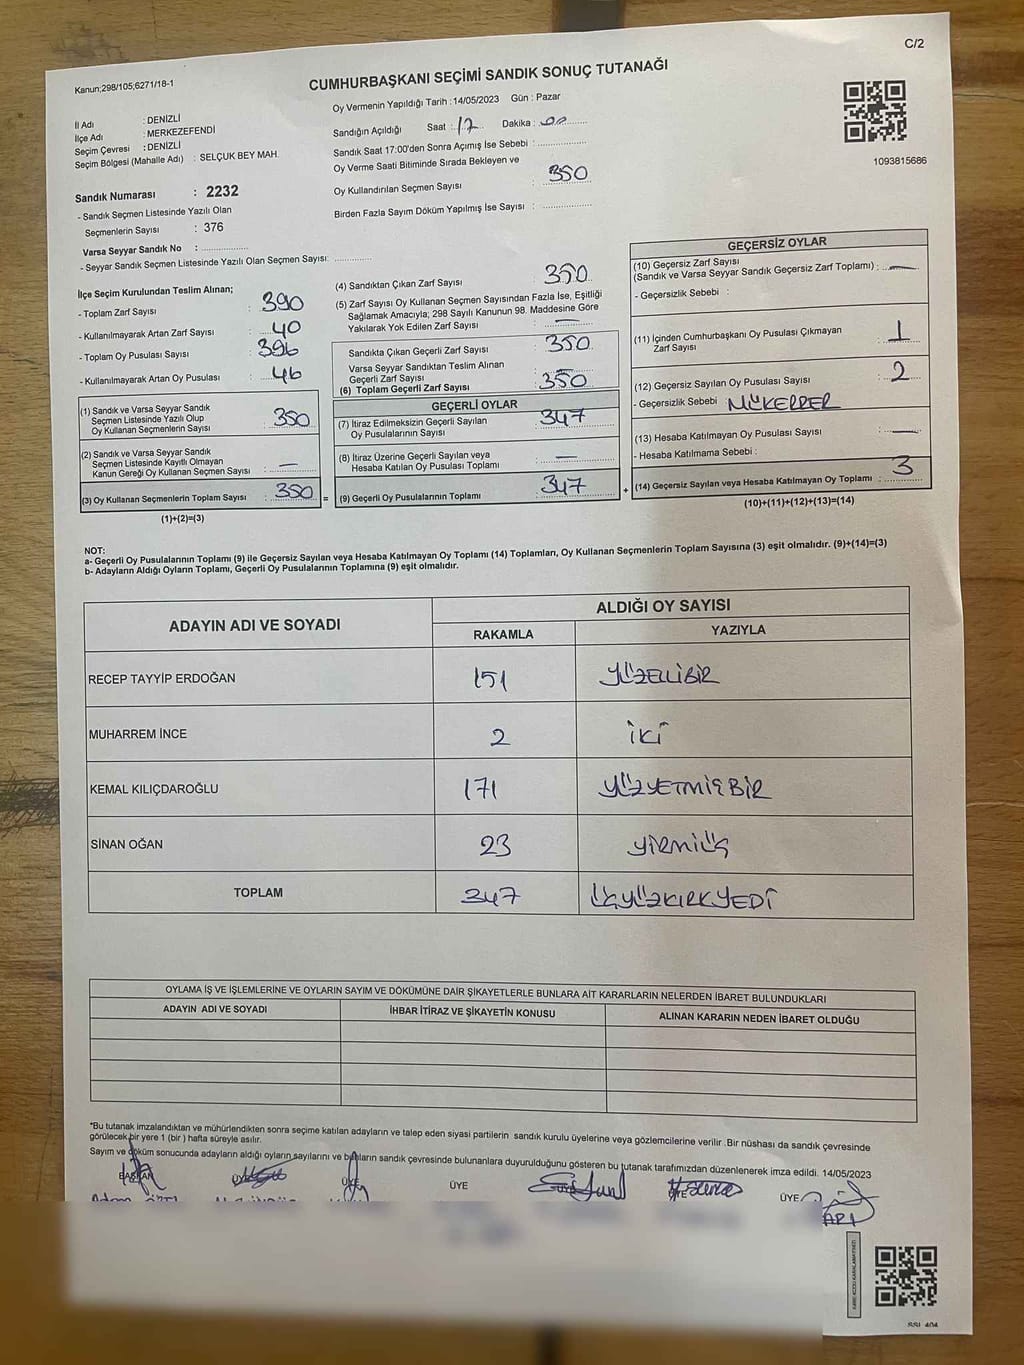 C/2
Kanun;298/105;6271/18-1
CUMHURBAŞKANI SEÇİMİ SANDIK SONUÇ TUTANAĞI
Oy Vermenin Yapıldığı Tarih : 14/05/2023 Gün : Pazar
İl Adı : DENİZLİ
İlçe Adı : MERKEZEFENDİ
Seçim Çevresi : DENİZLİ
Seçim Bölgesi (Mahalle Adı) : SELÇUK BEY MAH.
Sandığın Açıldığı Saat : 17 Dakika : 00
Sandık Saat 17:00'den Sonra Açımış İse Sebebi :
Oy Verme Saati Bitiminde Sırada Bekleyen ve
Oy Kullandırılan Seçmen Sayısı : 350
Birden Fazla Sayım Döküm Yapılmış İse Sayısı :
1093815686
Sandık Numarası : 2232
- Sandık Seçmen Listesinde Yazılı Olan
Seçmenlerin Sayısı : 376
Varsa Seyyar Sandık No :
- Seyyar Sandık Seçmen Listesinde Yazılı Olan Seçmen Sayısı:
İlçe Seçim Kurulundan Teslim Alınan;
- Toplam Zarf Sayısı : 390
- Kullanılmayarak Artan Zarf Sayısı : 40
- Toplam Oy Pusulası Sayısı : 396
- Kullanılmayarak Artan Oy Pusulası : 46
(1) Sandık ve Varsa Seyyar Sandık
Seçmen Listesinde Yazılı Olup
Oy Kullanan Seçmenlerin Sayısı : 350
(2) Sandık ve Varsa Seyyar Sandık
Seçmen Listesinde Kayıtlı Olmayan
Kanun Gereği Oy Kullanan Seçmen Sayısı : —
(3) Oy Kullanan Seçmenlerin Toplam Sayısı : 350 =
(1)+(2)=(3)
(4) Sandıktan Çıkan Zarf Sayısı : 350
(5) Zarf Sayısı Oy Kullanan Seçmen Sayısından Fazla İse, Eşitliği
Sağlamak Amacıyla; 298 Sayılı Kanunun 98. Maddesine Göre
Yakılarak Yok Edilen Zarf Sayısı : —
Sandıkta Çıkan Geçerli Zarf Sayısı : 350
Varsa Seyyar Sandıktan Teslim Alınan
Geçerli Zarf Sayısı : —
(6) Toplam Geçerli Zarf Sayısı : 350
GEÇERLİ OYLAR
(7) İtiraz Edilmeksizin Geçerli Sayılan
Oy Pusulalarının Sayısı : 347
(8) İtiraz Üzerine Geçerli Sayılan veya
Hesaba Katılan Oy Pusulası Toplamı : —
(9) Geçerli Oy Pusulalarının Toplamı : 347 +
GEÇERSİZ OYLAR
(10) Geçersiz Zarf Sayısı
(Sandık ve Varsa Seyyar Sandık Geçersiz Zarf Toplamı) : —
- Geçersizlik Sebebi :
(11) İçinden Cumhurbaşkanı Oy Pusulası Çıkmayan
Zarf Sayısı : 1
(12) Geçersiz Sayılan Oy Pusulası Sayısı : 2
- Geçersizlik Sebebi : MÜKERRER
(13) Hesaba Katılmayan Oy Pusulası Sayısı : —
- Hesaba Katılmama Sebebi :
(14) Geçersiz Sayılan veya Hesaba Katılmayan Oy Toplamı : 3
(10)+(11)+(12)+(13)=(14)
NOT:
a- Geçerli Oy Pusulalarının Toplamı (9) ile Geçersiz Sayılan veya Hesaba Katılmayan Oy Toplamı (14) Toplamları, Oy Kullanan Seçmenlerin Toplam Sayısına (3) eşit olmalıdır. (9)+(14)=(3)
b- Adayların Aldığı Oyların Toplamı, Geçerli Oy Pusulalarının Toplamına (9) eşit olmalıdır.
ADAYIN ADI VE SOYADI ALDIĞI OY SAYISI
RAKAMLA YAZIYLA
RECEP TAYYİP ERDOĞAN 151 YÜZELLİBİR
MUHARREM İNCE 2 İKİ
KEMAL KILIÇDAROĞLU 171 YÜZYETMİŞBİR
SİNAN OĞAN 23 YİRMİÜÇ
TOPLAM 347 ÜÇYÜZKIRKYEDİ
OYLAMA İŞ VE İŞLEMLERİNE VE OYLARIN SAYIM VE DÖKÜMÜNE DAİR ŞİKAYETLERLE BUNLARA AİT KARARLARIN NELERDEN İBARET BULUNDUKLARI
ADAYIN ADI VE SOYADI İHBAR İTİRAZ VE ŞİKAYETİN KONUSU ALINAN KARARIN NEDEN İBARET OLDUĞU
*Bu tutanak imzalandıktan ve mühürlendikten sonra seçime katılan adayların ve talep eden siyasi partilerin sandık kurulu üyelerine veya gözlemcilerine verilir .Bir nüshası da sandık çevresinde
görülecek bir yere 1 (bir ) hafta süreyle asılır.
Sayım ve döküm sonucunda adayların aldığı oyların sayılarını ve bunların sandık çevresinde bulunanlara duyurulduğunu gösteren bu tutanak tarafımızdan düzenlenerek imza edildi. 14/05/2023
BAŞKAN ÜYE ÜYE ÜYE ÜYE ÜYE ÜYE